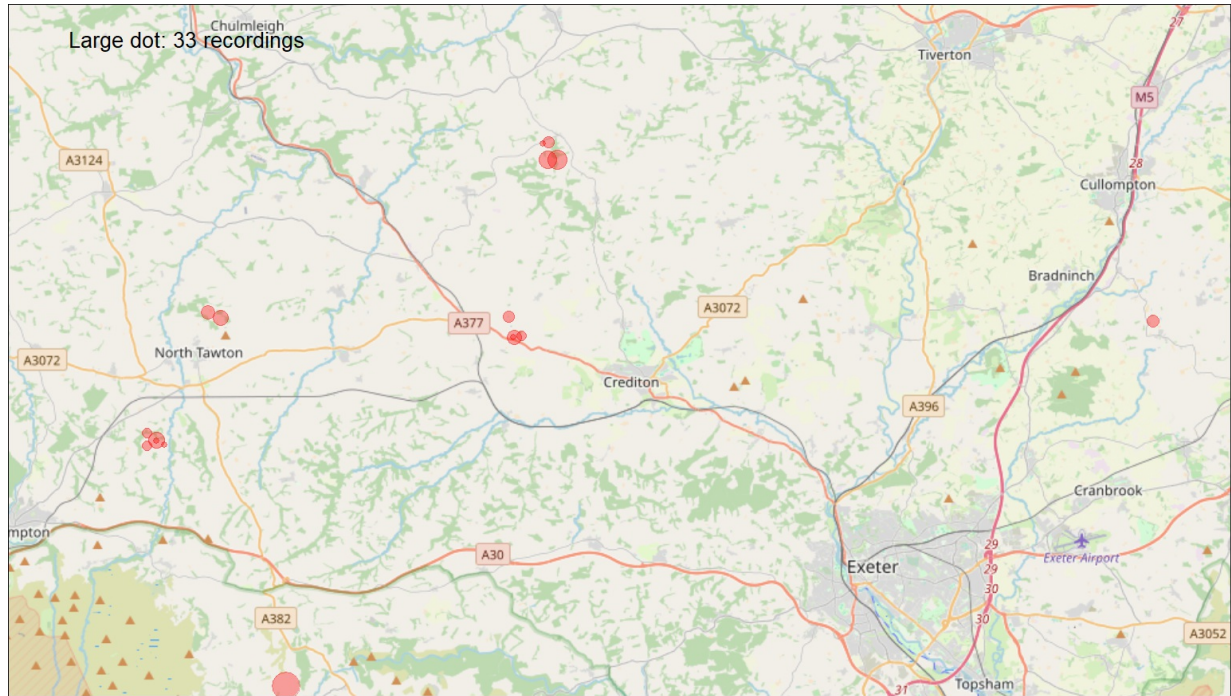 Chulmleigh
Large dot: 33 recordings
27
Tiverton
M5
A3124
28
Cullompton
Bradninch
A3072
A377
North Tawton
A3072
Crediton
A396
Cranbrook
mpton
A30
29
Exeter Airport
Exeter
29
30
A382
30
A3052
Topsham
31